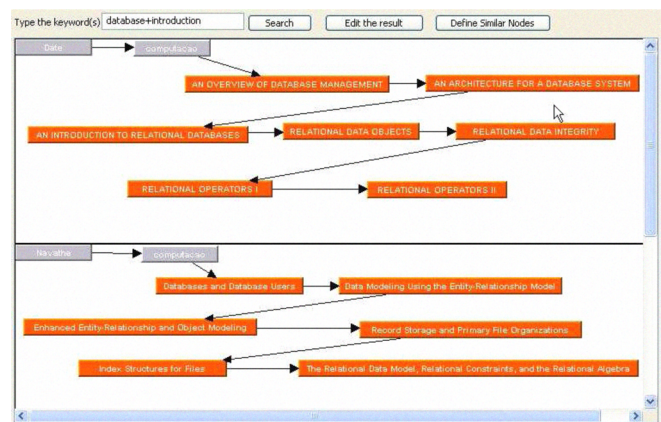 Type the keyword(s) database+introduction Search Edit the result Define Similar Nodes
Date computacao
AN OVERVIEW OF DATABASE MANAGEMENT AN ARCHITECTURE FOR A DATABASE SYSTEM
AN INTRODUCTION TO RELATIONAL DATABASES RELATIONAL DATA OBJECTS RELATIONAL DATA INTEGRITY
RELATIONAL OPERATORS I RELATIONAL OPERATORS II
Navathe computacao
Databases and Database Users Data Modeling Using the Entity-Relationship Model
Enhanced Entity-Relationship and Object Modeling Record Storage and Primary File Organizations
Index Structures for Files The Relational Data Model, Relational Constraints, and the Relational Algebra